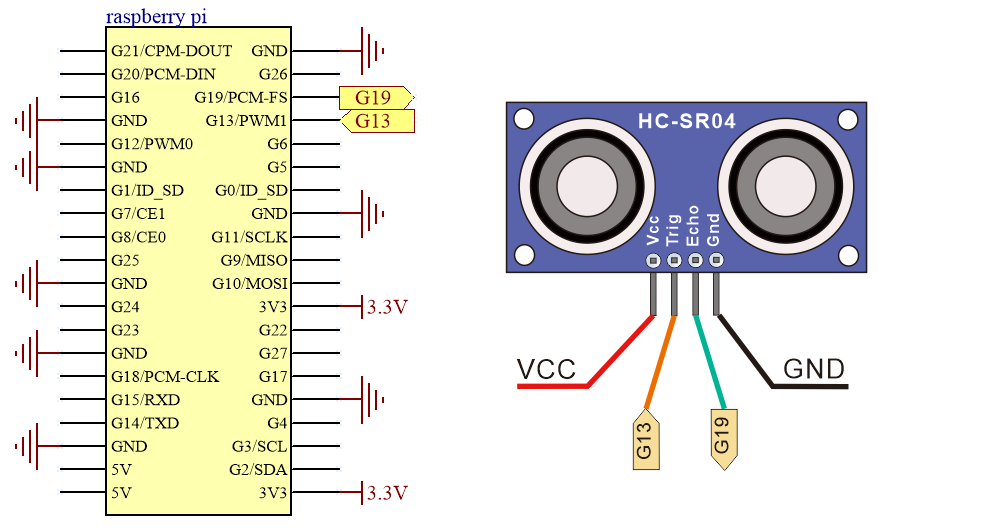 raspberry pi
G21/CPM-DOUT GND
G20/PCM-DIN G26
G16 G19/PCM-FS G19
GND G13/PWM1 G13
G12/PWM0 G6
GND G5
G1/ID_SD G0/ID_SD
G7/CE1 GND
G8/CE0 G11/SCLK
G25 G9/MISO
GND G10/MOSI
G24 3V3 3.3V
G23 G22
GND G27
G18/PCM-CLK G17
G15/RXD GND
G14/TXD G4
GND G3/SCL
5V G2/SDA
5V 3V3 3.3V
HC-SR04
Vcc
Trig
Echo
Gnd
VCC
GND
G13
G19